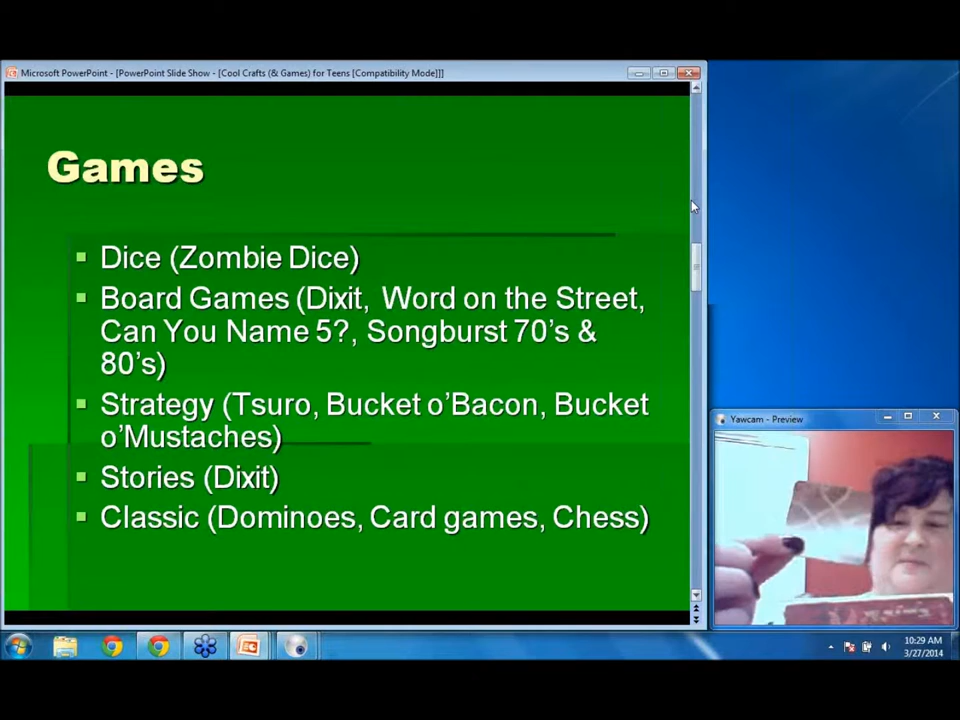 Microsoft PowerPoint - [PowerPoint Slide Show - [Cool Crafts (& Games) for Teens [Compatibility Mode]]]
Games
Dice (Zombie Dice)
Board Games (Dixit, Word on the Street,
Can You Name 5?, Songburst 70's &
80's)
Strategy (Tsuro, Bucket o'Bacon, Bucket
o'Mustaches)
Stories (Dixit)
Classic (Dominoes, Card games, Chess)
Yawcam - Preview
10:29 AM
3/27/2014